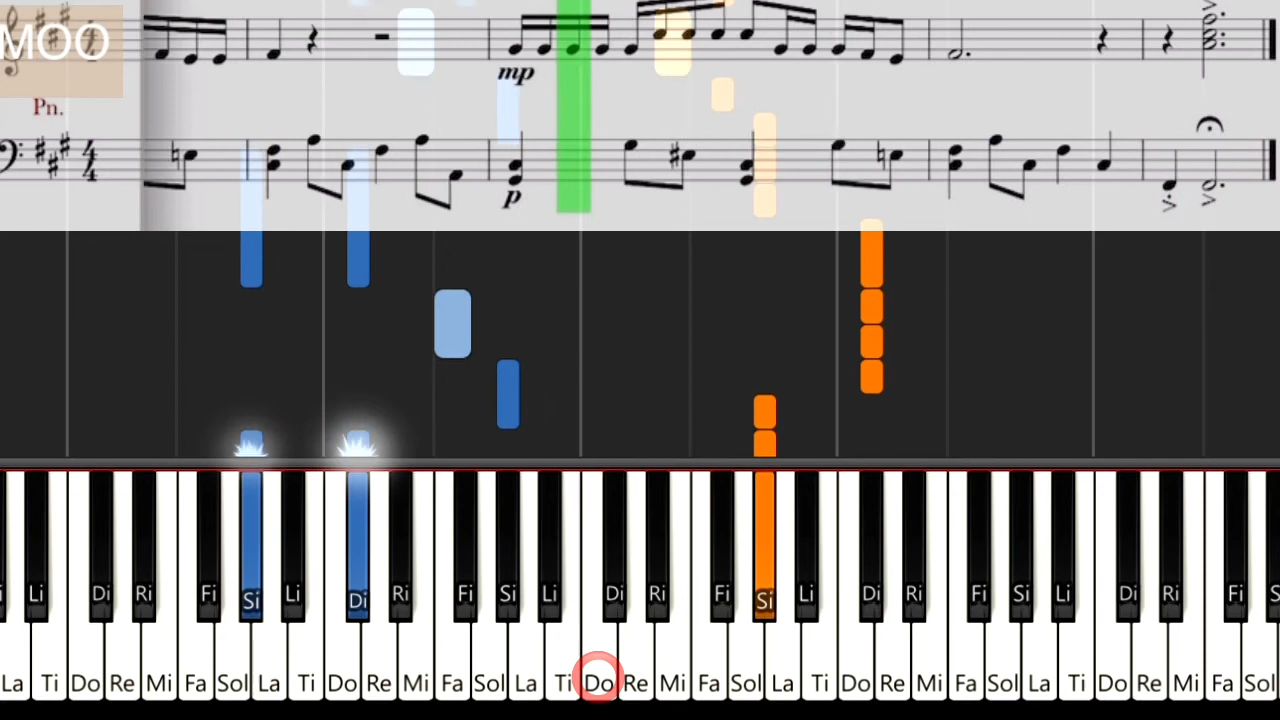 MOO
Pn.
4
4
mp
p
Li Di Ri Fi Si Li Di Ri Fi Si Li Di Ri Fi Si Li Di Ri Fi Si Li Di Ri Fi
La Ti Do Re Mi Fa Sol La Ti Do Re Mi Fa Sol La Ti Do Re Mi Fa Sol La Ti Do Re Mi Fa Sol La Ti Do Re Mi Fa Sol